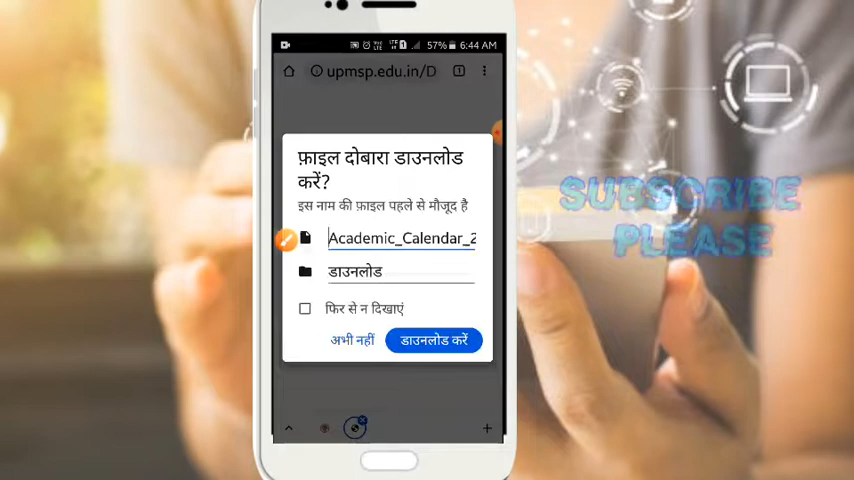 57% 6:44 AM
upmsp.edu.in/D
1
फ़ाइल दोबारा डाउनलोड
करें?
इस नाम की फ़ाइल पहले से मौजूद है
Academic_Calendar_2
डाउनलोड
फिर से न दिखाएं
अभी नहीं
डाउनलोड करें
SUBSCRIBE
PLEASE